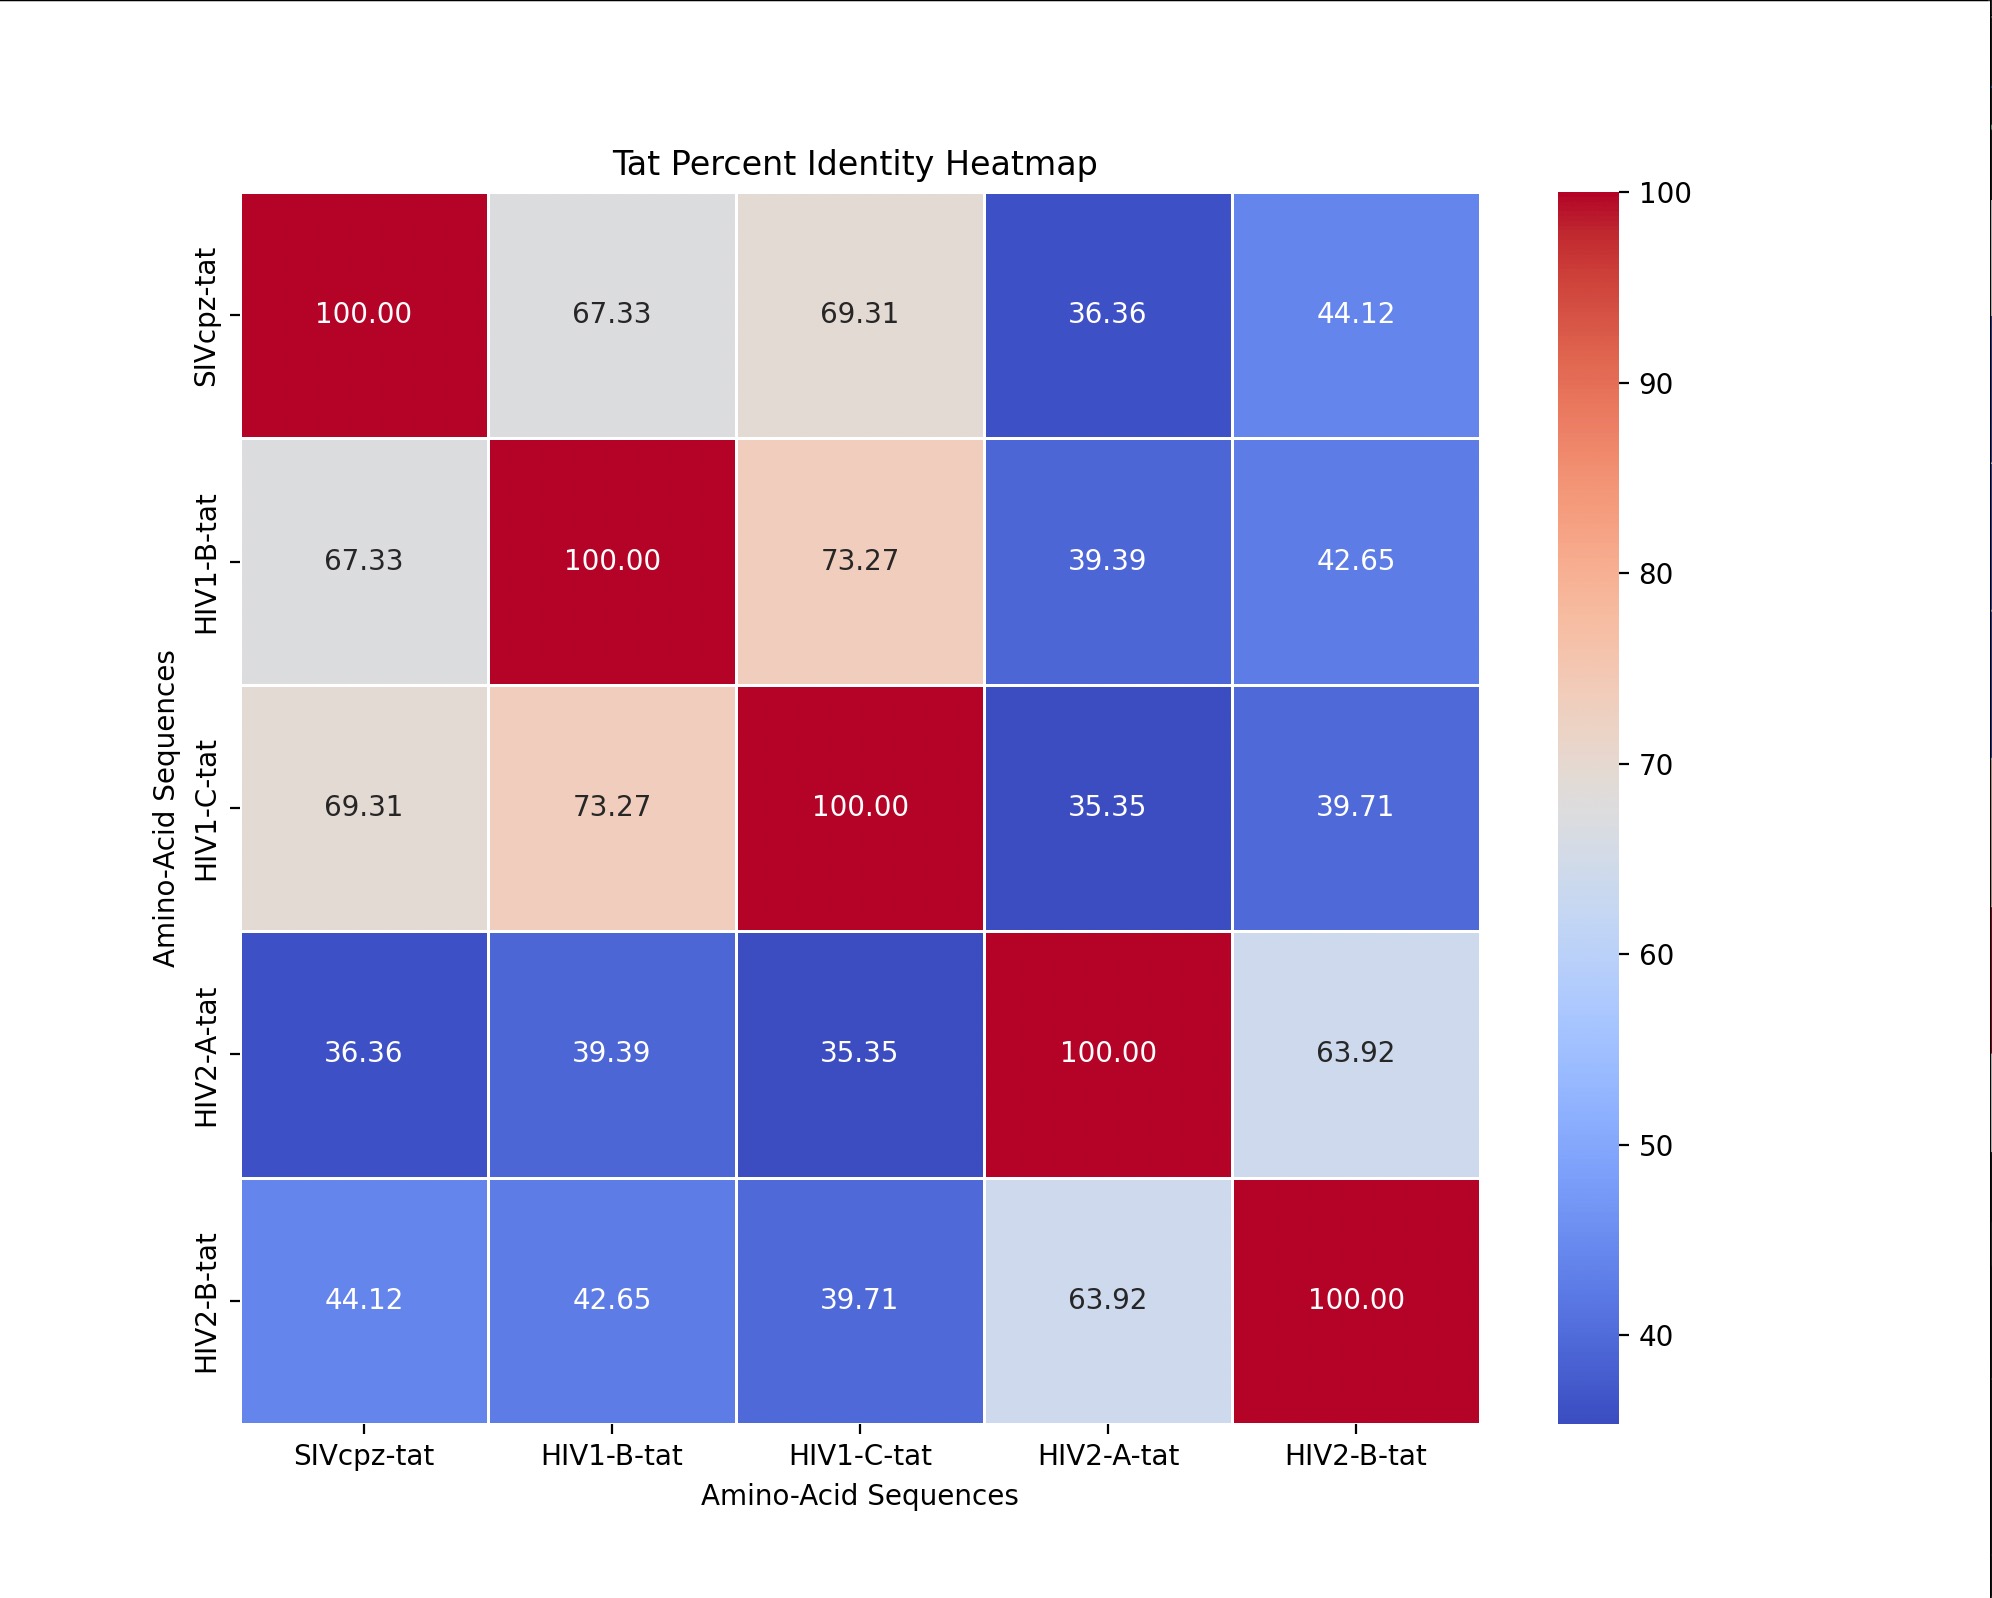 Tat Percent Identity Heatmap
SIVcpz-tat 100.00 67.33 69.31 36.36 44.12
HIV1-B-tat 67.33 100.00 73.27 39.39 42.65
HIV1-C-tat 69.31 73.27 100.00 35.35 39.71
HIV2-A-tat 36.36 39.39 35.35 100.00 63.92
HIV2-B-tat 44.12 42.65 39.71 63.92 100.00
Amino-Acid Sequences
SIVcpz-tat HIV1-B-tat HIV1-C-tat HIV2-A-tat HIV2-B-tat
Amino-Acid Sequences
100
90
80
70
60
50
40